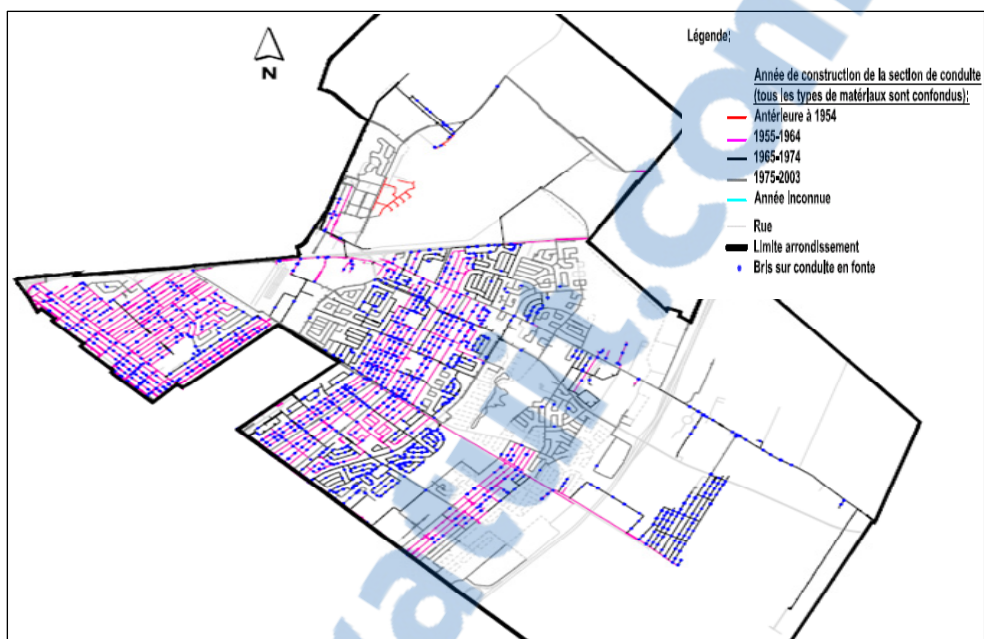 N
Légende:
Année de construction de la section de conduite
(tous les types de matériaux sont confondus):
Antérieure à 1954
1955-1964
1965-1974
1975-2003
Année inconnue
Rue
Limite arrondissement
Bris sur conduite en fonte